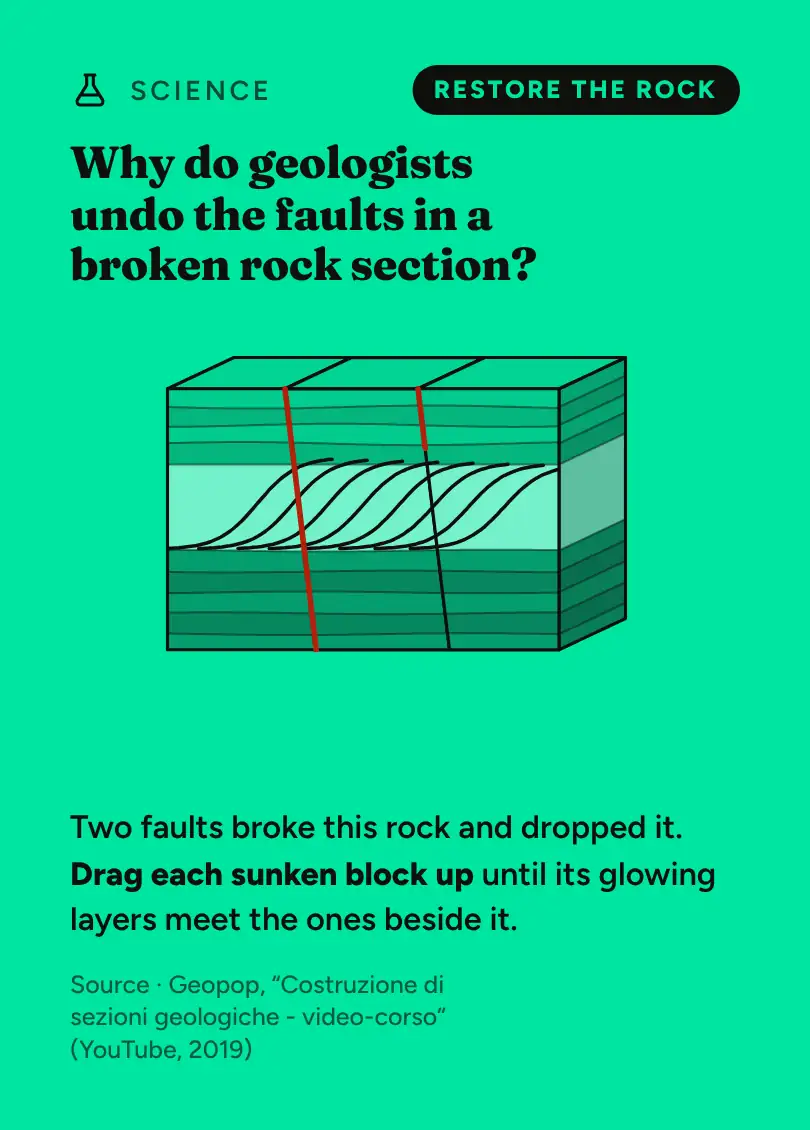 SCIENCE
RESTORE THE ROCK
Why do geologists
undo the faults in a
broken rock section?
Two faults broke this rock and dropped it.
Drag each sunken block up until its glowing
layers meet the ones beside it.
Source · Geopop, “Costruzione di
sezioni geologiche - video-corso”
(YouTube, 2019)